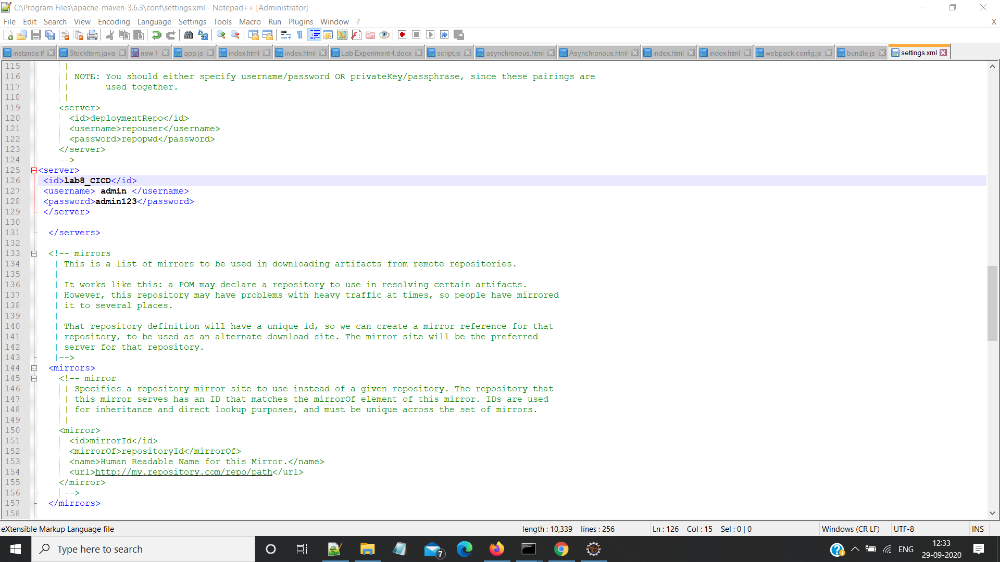 C:\Program Files\apache-maven-3.6.3\conf\settings.xml - Notepad++ [Administrator]
File Edit Search View Encoding Language Settings Tools Macro Run Plugins Window ? X
instance.tf StockItem.java new 1 app.js index.html index.html Lab Experiment 4.docx script.js asynchronous.html Asynchronous.html index.html index.html webpack.config.js bundle.js settings.xml
115 |
116 | NOTE: You should either specify username/password OR privateKey/passphrase, since these pairings are
117 | used together.
118 |
119 <server>
120 <id>deploymentRepo</id>
121 <username>repouser</username>
122 <password>repopwd</password>
123 </server>
124 -->
125 <server>
126 <id>lab8_CICD</id>
127 <username> admin </username>
128 <password>admin123</password>
129 </server>
130
131 </servers>
132
133 <!-- mirrors
134 | This is a list of mirrors to be used in downloading artifacts from remote repositories.
135 |
136 | It works like this: a POM may declare a repository to use in resolving certain artifacts.
137 | However, this repository may have problems with heavy traffic at times, so people have mirrored
138 | it to several places.
139 |
140 | That repository definition will have a unique id, so we can create a mirror reference for that
141 | repository, to be used as an alternate download site. The mirror site will be the preferred
142 | server for that repository.
143 |-->
144 <mirrors>
145 <!-- mirror
146 | Specifies a repository mirror site to use instead of a given repository. The repository that
147 | this mirror serves has an ID that matches the mirrorOf element of this mirror. IDs are used
148 | for inheritance and direct lookup purposes, and must be unique across the set of mirrors.
149 |
150 <mirror>
151 <id>mirrorId</id>
152 <mirrorOf>repositoryId</mirrorOf>
153 <name>Human Readable Name for this Mirror.</name>
154 <url>http://my.repository.com/repo/path</url>
155 </mirror>
156 -->
157 </mirrors>
158
eXtensible Markup Language file length : 10,339 lines : 256 Ln : 126 Col : 15 Sel : 0 | 0 Windows (CR LF) UTF-8 INS
Type here to search 7 ENG 12:33
29-09-2020